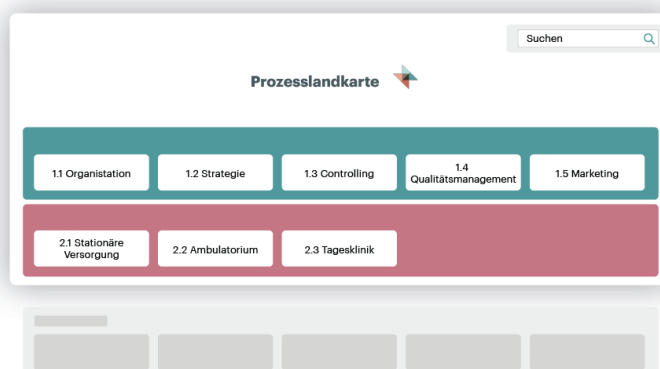 Suchen
Prozesslandkarte
1.1 Organistation
1.2 Strategie
1.3 Controlling
1.4
Qualitätsmanagement
1.5 Marketing
2.1 Stationäre
Versorgung
2.2 Ambulatorium
2.3 Tagesklinik